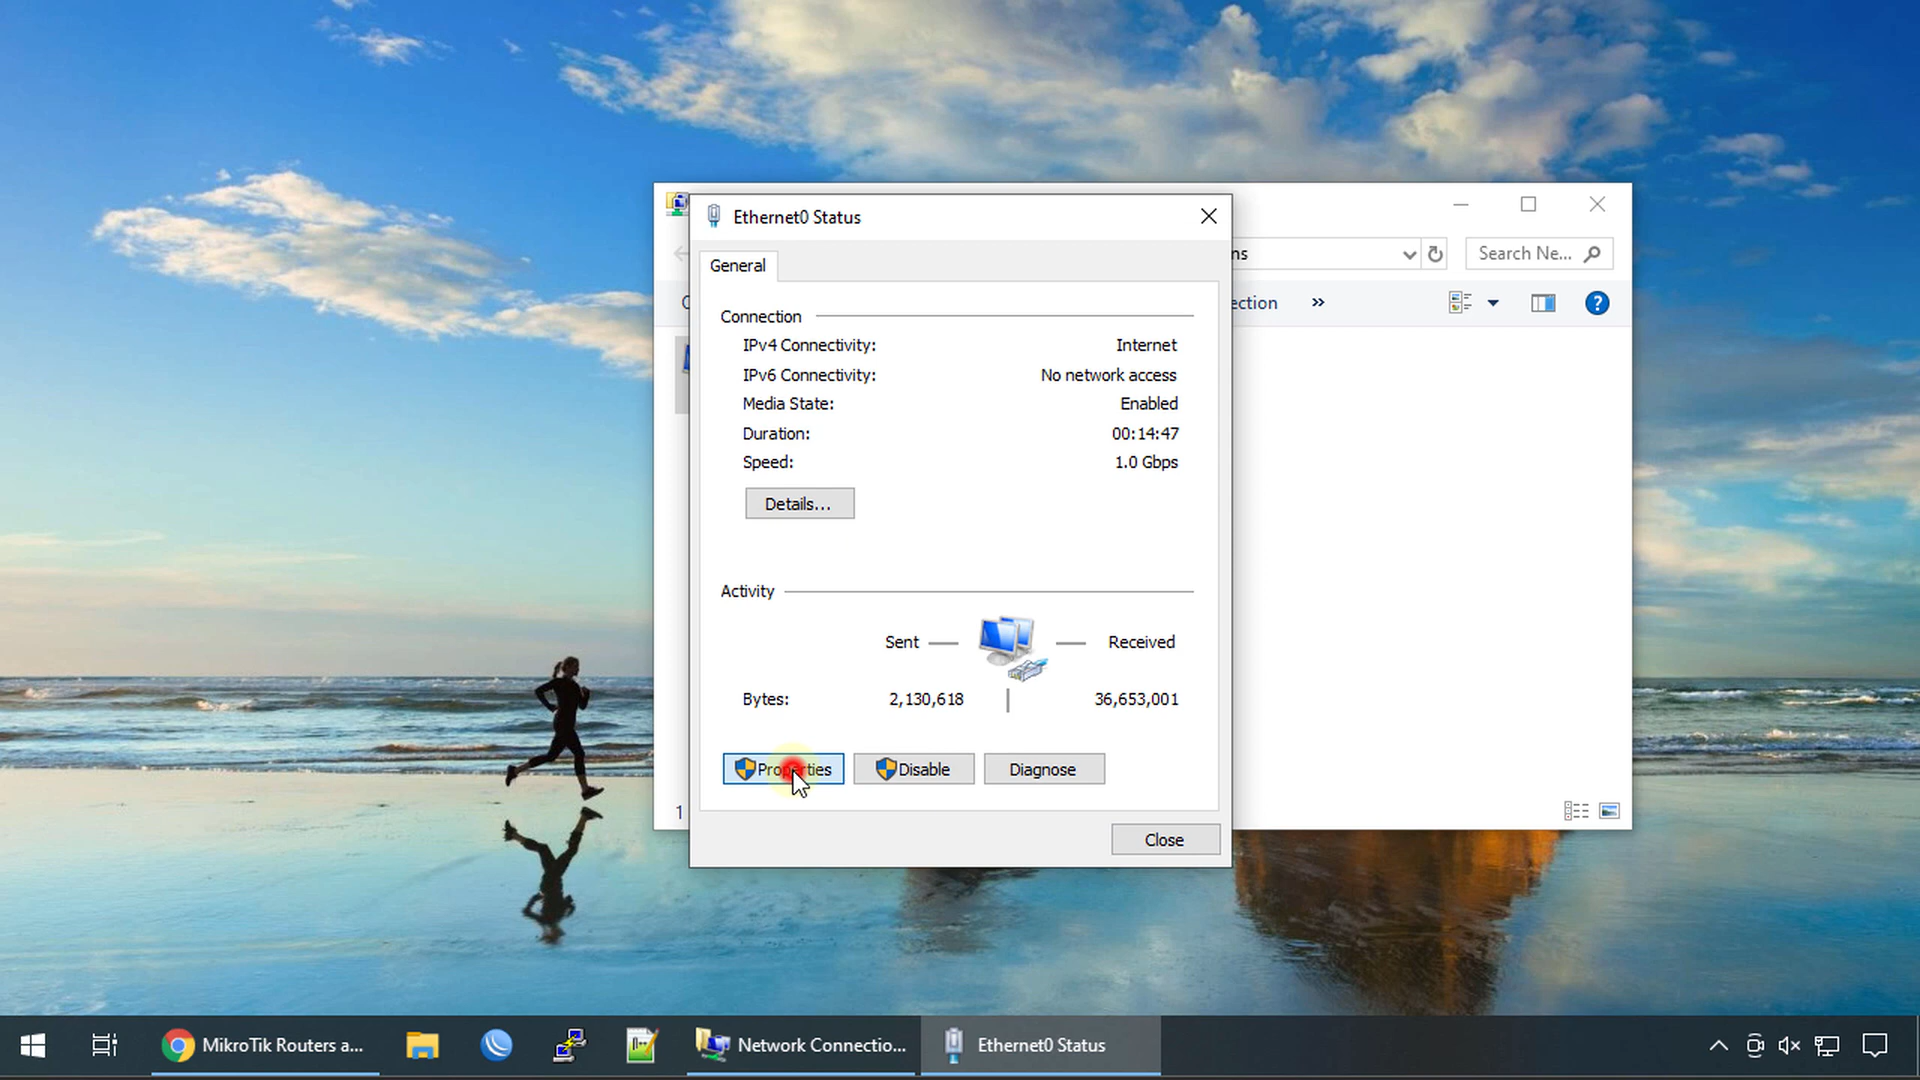 Ethernet0 Status
General
ns
Search Ne...
ection
»
Connection
IPv4 Connectivity: Internet
IPv6 Connectivity: No network access
Media State: Enabled
Duration: 00:14:47
Speed: 1.0 Gbps
Details...
Activity
Sent Received
Bytes: 2,130,618 36,653,001
Properties Disable Diagnose
1
Close
MikroTik Routers a... Network Connectio... Ethernet0 Status